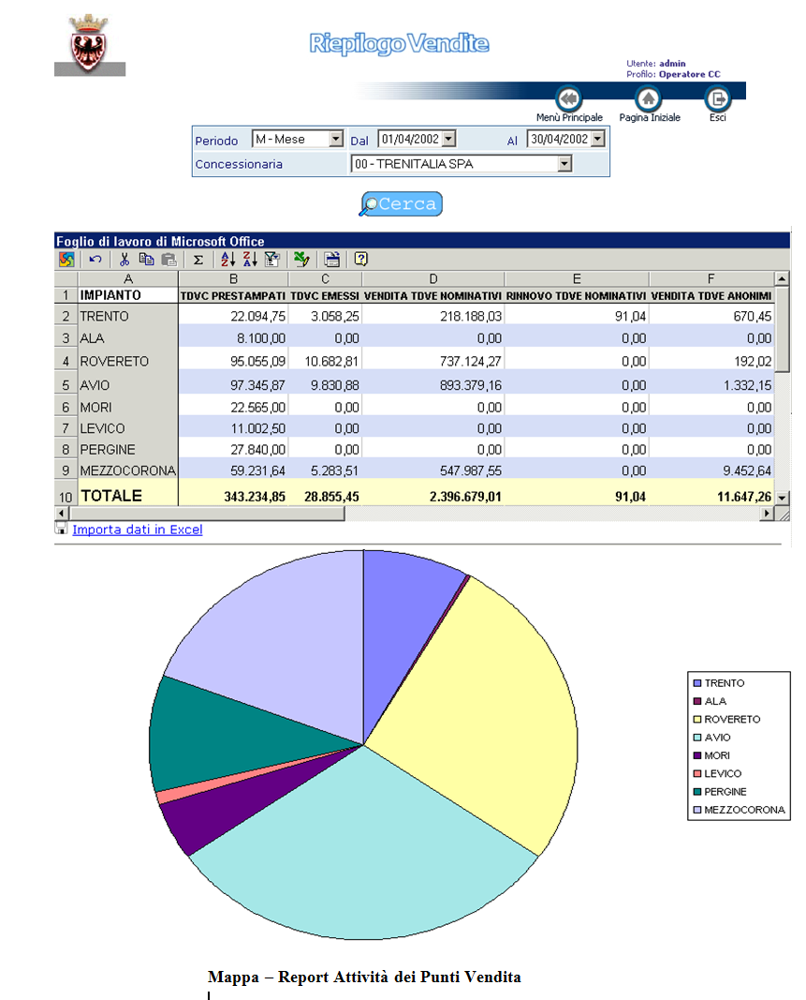 Riepilogo Vendite
Utente: admin
Profilo: Operatore CC
Menù Principale Pagina Iniziale Esci
Periodo M - Mese Dal 01/04/2002 Al 30/04/2002
Concessionaria 00 - TRENITALIA SPA
Cerca
Foglio di lavoro di Microsoft Office
A B C D E F
1 IMPIANTO TDVC PRESTAMPATI TDVC EMESSI VENDITA TDVE NOMINATIVI RINNOVO TDVE NOMINATIVI VENDITA TDVE ANONIMI
2 TRENTO 22.094,75 3.058,25 218.188,03 91,04 670,45
3 ALA 8.100,00 0,00 0,00 0,00 0,00
4 ROVERETO 95.055,09 10.682,81 737.124,27 0,00 192,02
5 AVIO 97.345,87 9.830,88 893.379,16 0,00 1.332,15
6 MORI 22.565,00 0,00 0,00 0,00 0,00
7 LEVICO 11.002,50 0,00 0,00 0,00 0,00
8 PERGINE 27.840,00 0,00 0,00 0,00 0,00
9 MEZZOCORONA 59.231,64 5.283,51 547.987,55 0,00 9.452,64
10 TOTALE 343.234,85 28.855,45 2.396.679,01 91,04 11.647,26
Importa dati in Excel
TRENTO
ALA
ROVERETO
AVIO
MORI
LEVICO
PERGINE
MEZZOCORONA
Mappa – Report Attività dei Punti Vendita